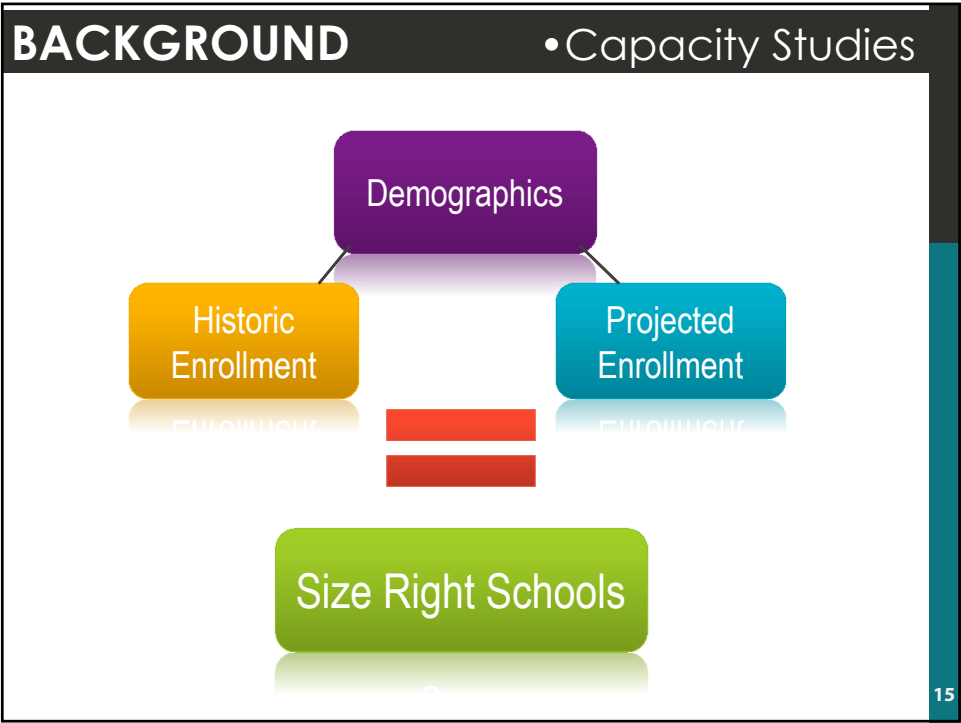 BACKGROUND •Capacity Studies
Demographics
Historic
Enrollment
Projected
Enrollment
Size Right Schools
15